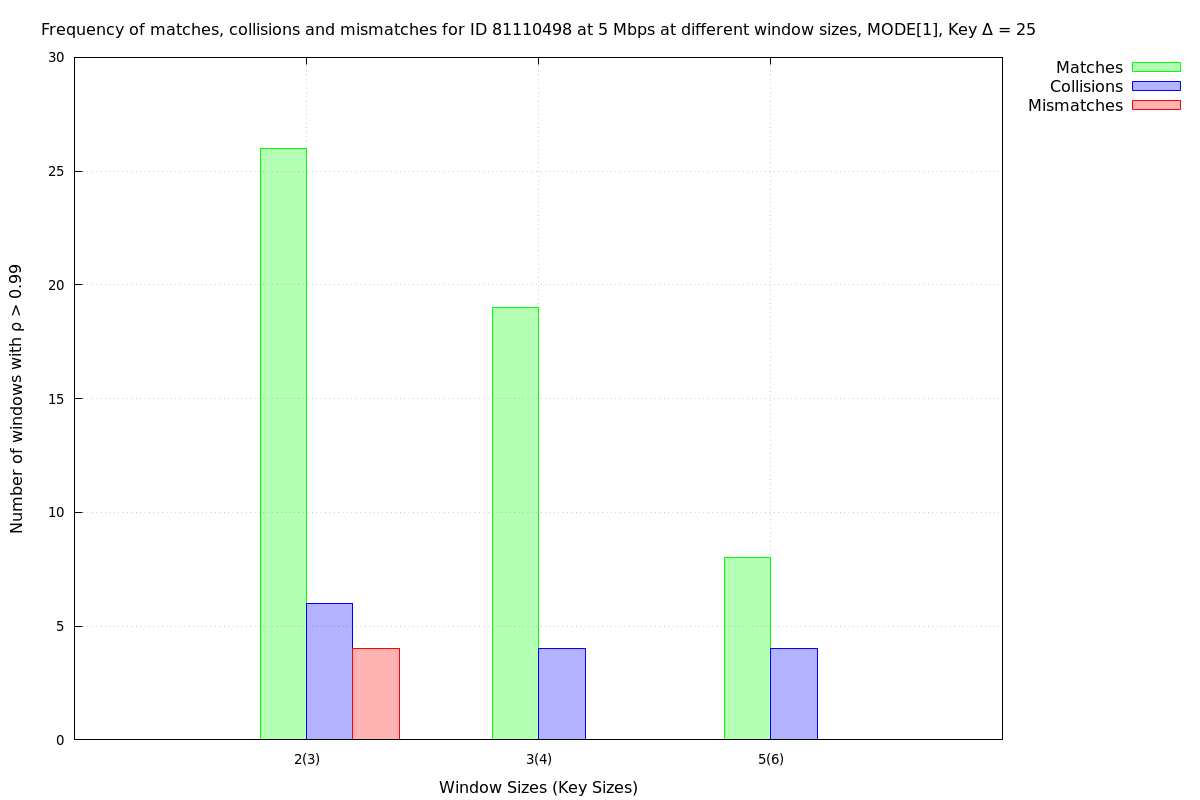 Frequency of matches, collisions and mismatches for ID 81110498 at 5 Mbps at different window sizes, MODE[1], Key Δ = 25
Matches
Collisions
Mismatches
Number of windows with ρ > 0.99
30
25
20
15
10
5
0
2(3)
3(4)
5(6)
Window Sizes (Key Sizes)